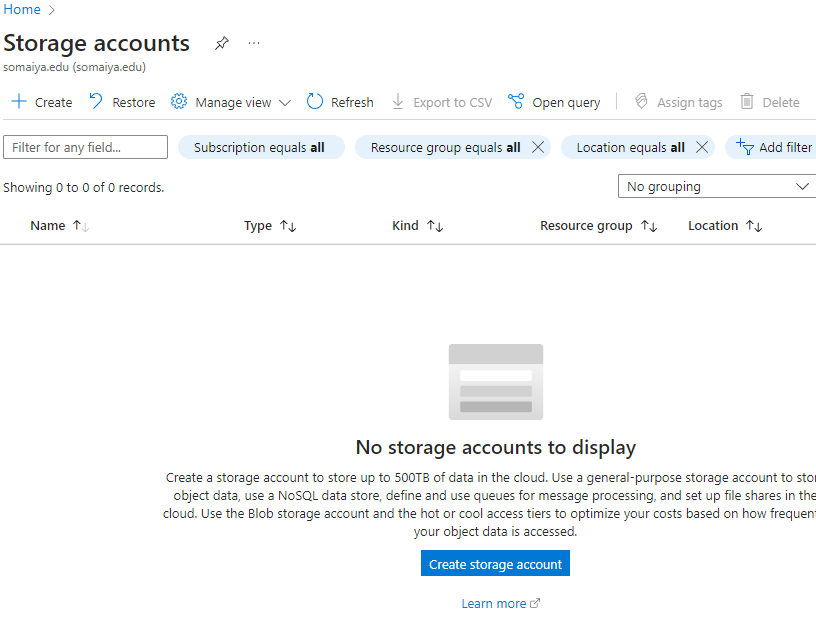 Home
Storage accounts
somaiya.edu (somaiya.edu)
Create Restore Manage view Refresh Export to CSV Open query Assign tags Delete
Filter for any field... Subscription equals all Resource group equals all Location equals all Add filter
Showing 0 to 0 of 0 records. No grouping
Name Type Kind Resource group Location
No storage accounts to display
Create a storage account to store up to 500TB of data in the cloud. Use a general-purpose storage account to
object data, use a NoSQL data store, define and use queues for message processing, and set up file shares in the
cloud. Use the Blob storage account and the hot or cool access tiers to optimize your costs based on how
your object data is accessed.
Create storage account
Learn more